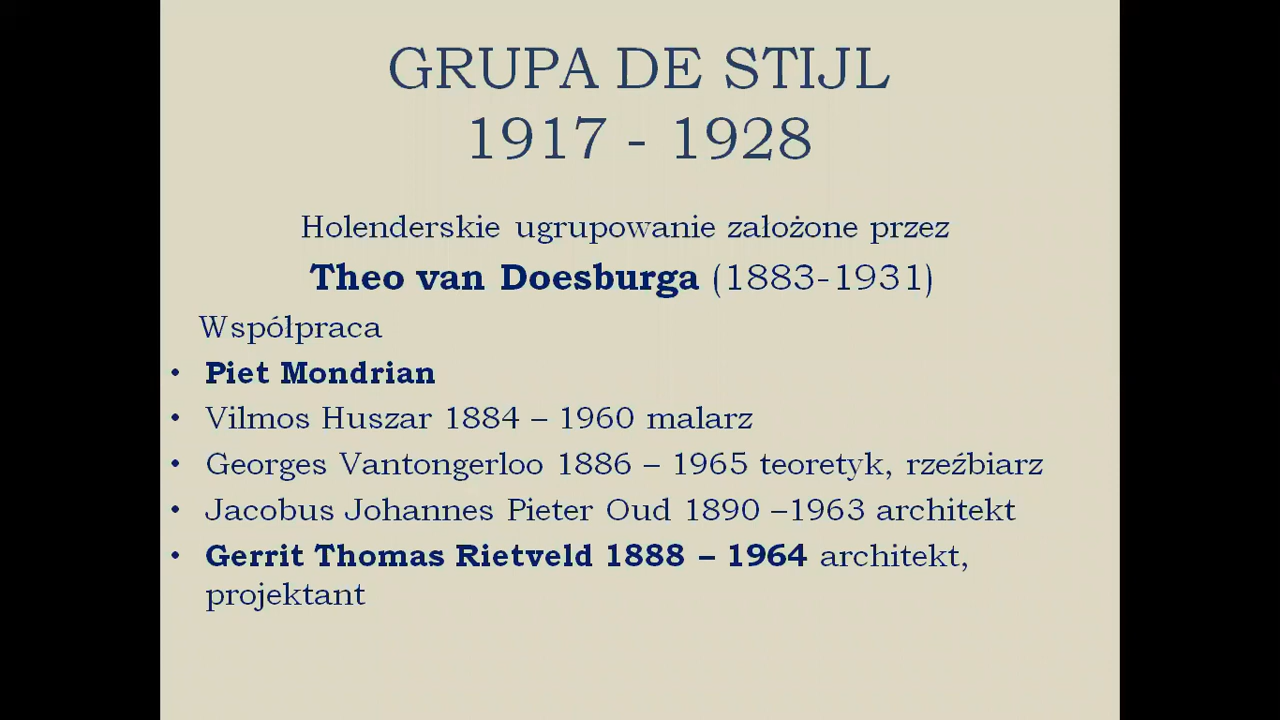 GRUPA DE STIJL
1917 - 1928
Holenderskie ugrupowanie założone przez
Theo van Doesburga (1883-1931)
Współpraca
• Piet Mondrian
• Vilmos Huszar 1884 – 1960 malarz
• Georges Vantongerloo 1886 – 1965 teoretyk, rzeźbiarz
• Jacobus Johannes Pieter Oud 1890 –1963 architekt
• Gerrit Thomas Rietveld 1888 – 1964 architekt,
projektant